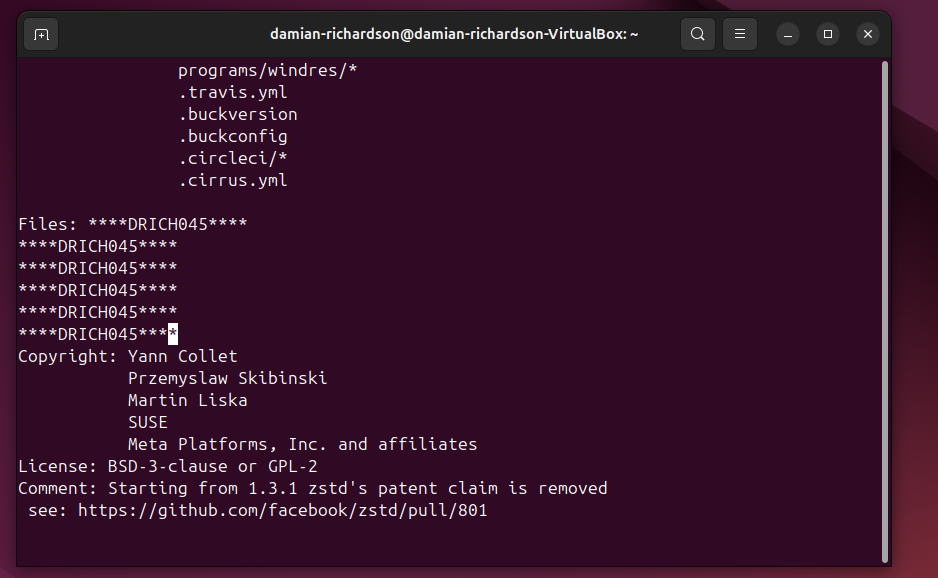 damian-richardson@damian-richardson-VirtualBox: ~
programs/windres/*
.travis.yml
.buckversion
.buckconfig
.circleci/*
.cirrus.yml
Files: ****DRICH045****
****DRICH045****
****DRICH045****
****DRICH045****
****DRICH045****
****DRICH045****
Copyright: Yann Collet
Przemyslaw Skibinski
Martin Liska
SUSE
Meta Platforms, Inc. and affiliates
License: BSD-3-clause or GPL-2
Comment: Starting from 1.3.1 zstd's patent claim is removed
see: https://github.com/facebook/zstd/pull/801